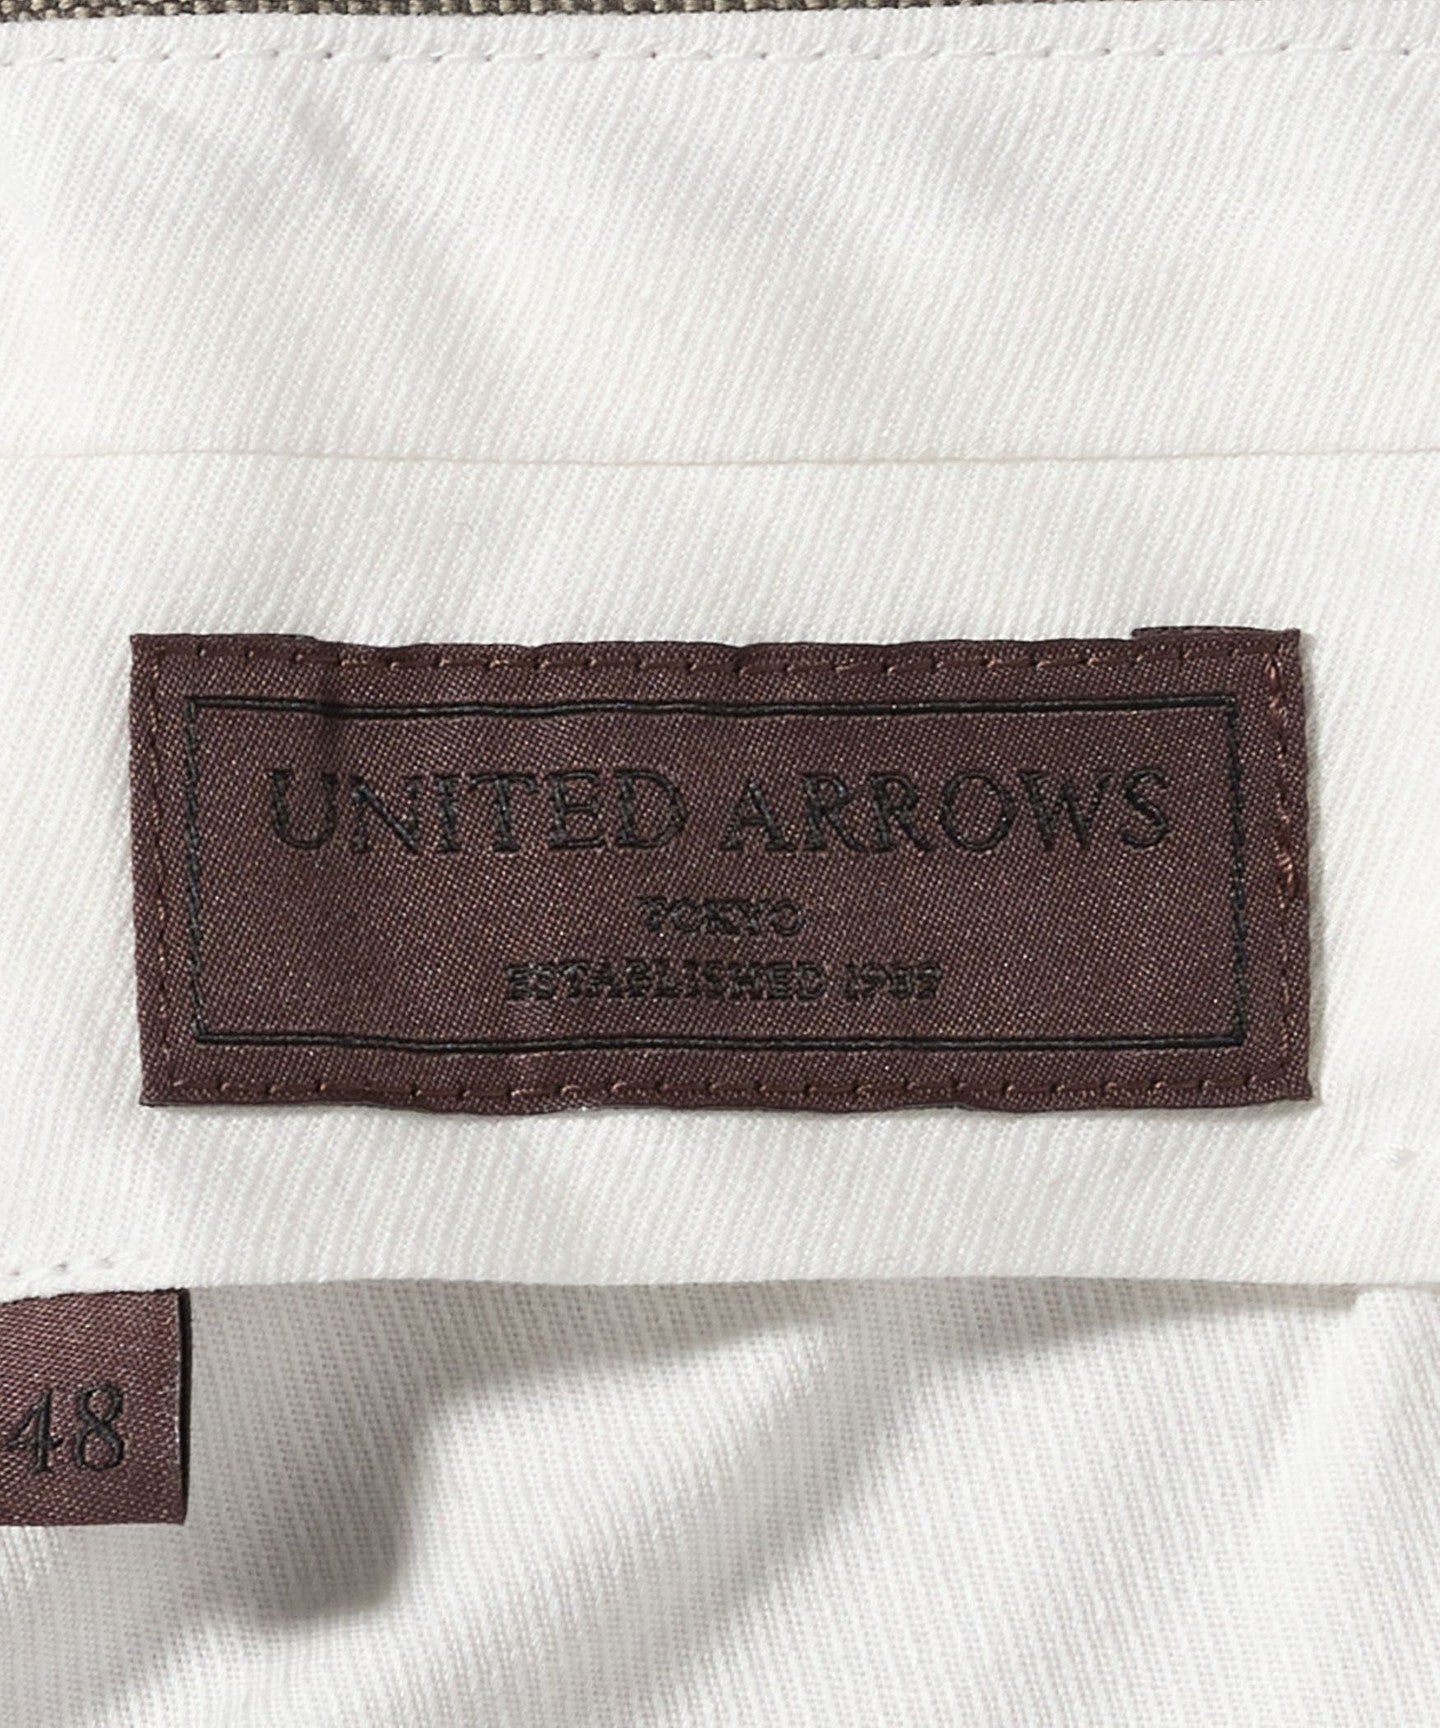 UNITED ARROWS
TOKYO
ESTABLISHED 1989
48